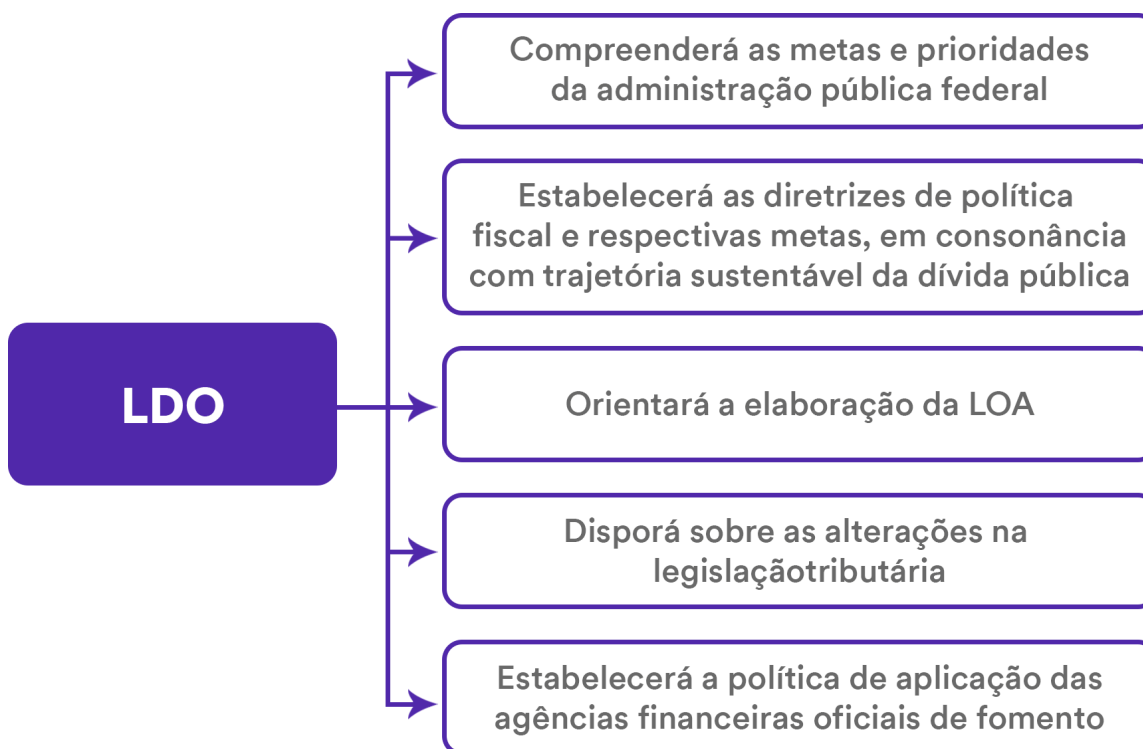 LDO
Compreenderá as metas e prioridades
da administração pública federal
Estabelecerá as diretrizes de política
fiscal e respectivas metas, em consonância
com trajetória sustentável da dívida pública
Orientará a elaboração da LOA
Disporá sobre as alterações na
legislaçãotributária
Estabelecerá a política de aplicação das
agências financeiras oficiais de fomento